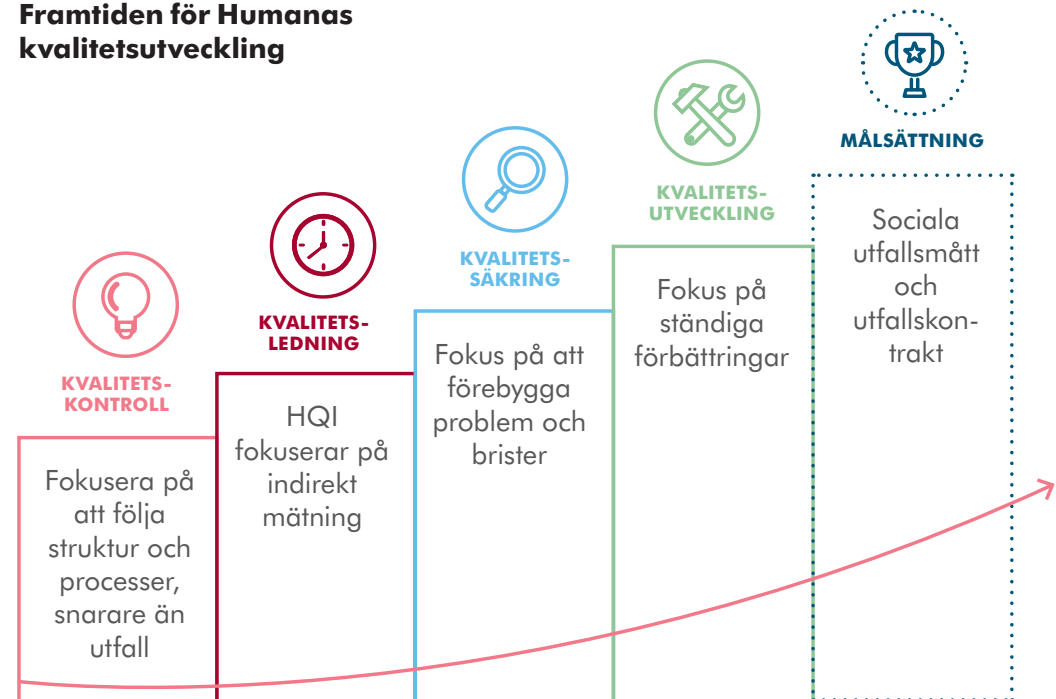 Framtiden för Humanas
kvalitetsutveckling
KVALITETS-
KONTROLL
Fokusera på
att följa
struktur och
processer,
snarare än
utfall
KVALITETS-
LEDNING
HQI
fokuserar på
indirekt
mätning
KVALITETS-
SÄKRING
Fokus på att
förebygga
problem och
brister
KVALITETS-
UTVECKLING
Fokus på
ständiga
förbättringar
MÅLSÄTTNING
Sociala
utfallsmått
och
utfallskon-
trakt